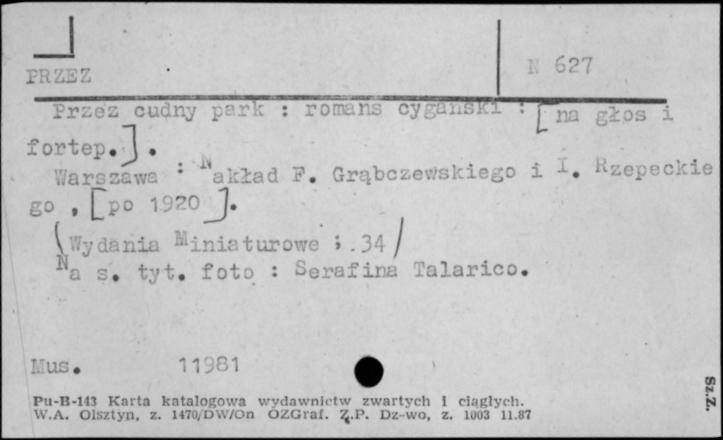 N 627
PRZEZ
Przez cudny park : romans cygański : [na głos i
fortep.].
Warszawa : Nakład F. Grąbczewskiego i I. Rzepeckie
go , [po 1920].
(Wydania Miniaturowe ; .34)
Na s. tyt. foto : Serafina Talarico.
Mus. 11981
Pu-B-143 Karta katalogowa wydawnictw zwartych i ciągłych.
W.A. Olsztyn, z. 1470/DW/On OZGraf. Z.P. Dz-wo, z. 1003 11.87
Sz.Z.